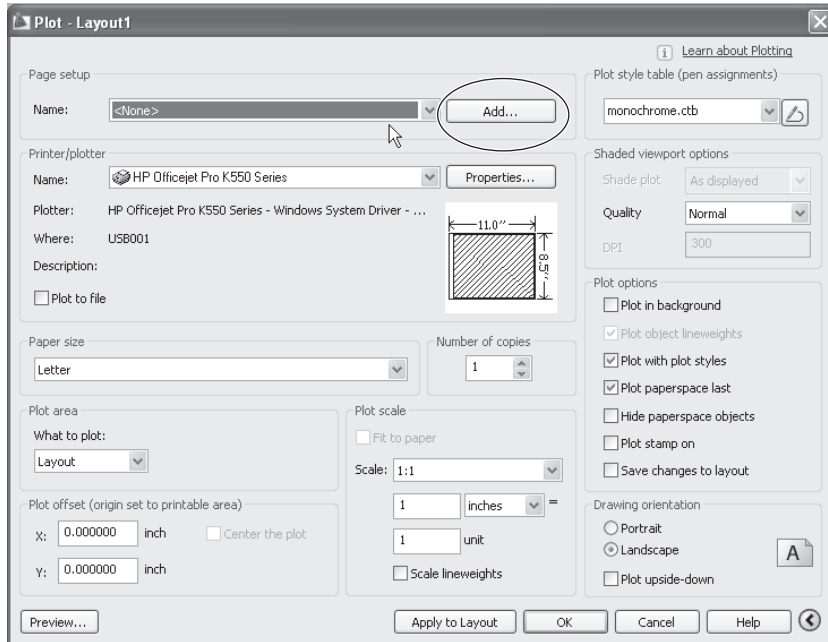 Plot - Layout1
Learn about Plotting
Page setup
Name: <None> Add...
Plot style table (pen assignments)
monochrome.ctb
Printer/plotter
Name: HP Officejet Pro K550 Series Properties...
Plotter: HP Officejet Pro K550 Series - Windows System Driver - ...
Where: USB001
Description:
Plot to file
11.0''
8.5''
Shaded viewport options
Shade plot As displayed
Quality Normal
DPI 300
Paper size
Letter
Number of copies
1
Plot options
Plot in background
Plot object lineweights
Plot with plot styles
Plot paperspace last
Hide paperspace objects
Plot stamp on
Save changes to layout
Plot area
What to plot:
Layout
Plot scale
Fit to paper
Scale: 1:1
1 inches =
1 unit
Scale lineweights
Plot offset (origin set to printable area)
X: 0.000000 inch Center the plot
Y: 0.000000 inch
Drawing orientation
Portrait
Landscape
A
Plot upside-down
Preview... Apply to Layout OK Cancel Help